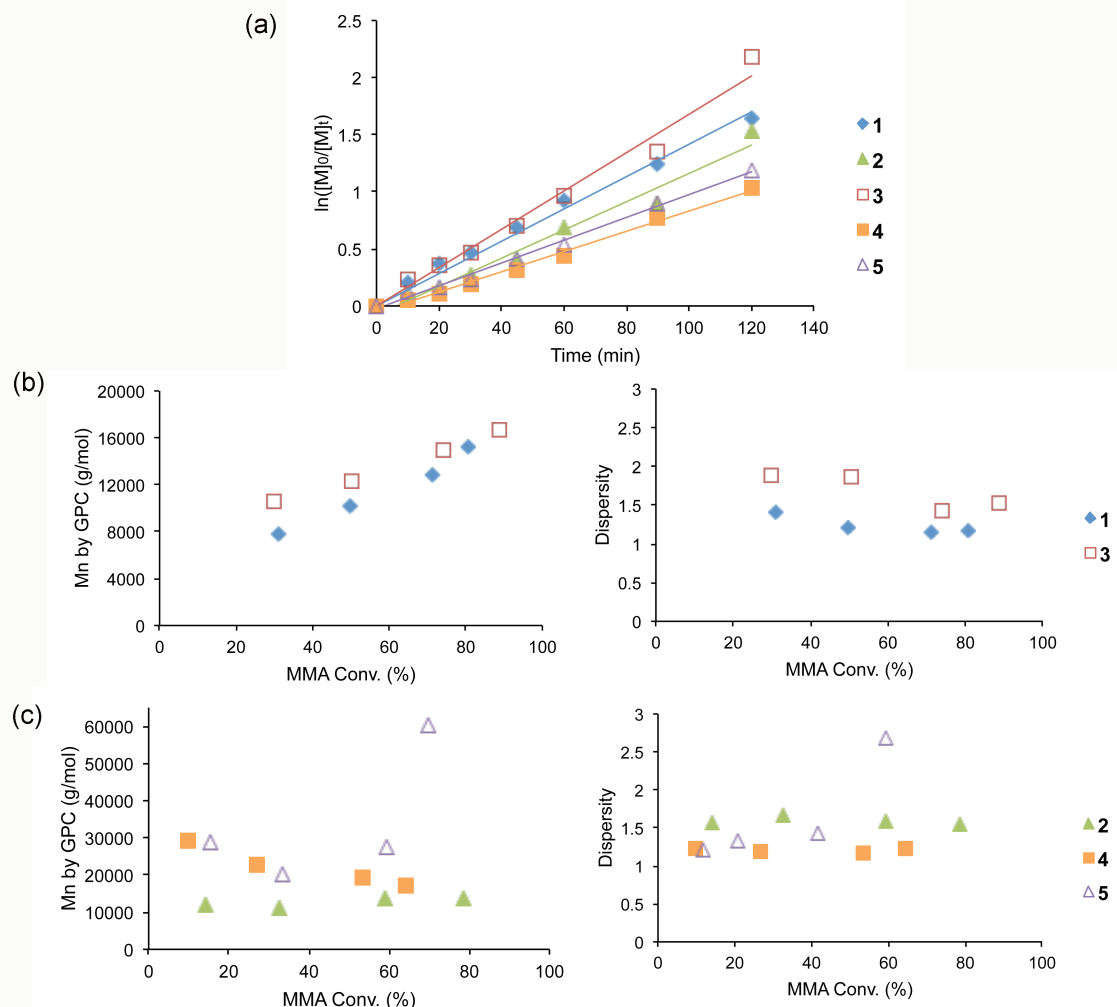 (a)
2.5
2
1.5
1
0.5
0
ln([M]0/[M]t)
0 20 40 60 80 100 120 140
Time (min)
1
2
3
4
5
(b)
20000
16000
12000
8000
4000
0
Mn by GPC (g/mol)
0 20 40 60 80 100
MMA Conv. (%)
3
2.5
2
1.5
1
0.5
0
Dispersity
0 20 40 60 80 100
MMA Conv. (%)
1
3
(c)
60000
50000
40000
30000
20000
10000
0
Mn by GPC (g/mol)
0 20 40 60 80 100
MMA Conv. (%)
3
2.5
2
1.5
1
0.5
0
Dispersity
0 20 40 60 80 100
MMA Conv. (%)
2
4
5